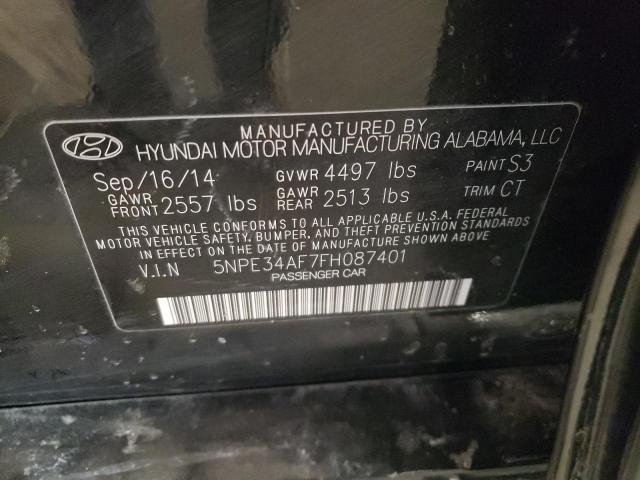 MANUFACTURED BY
HYUNDAI MOTOR MANUFACTURING ALABAMA, LLC
Sep/16/14 GVWR 4497 lbs PAINT S3
GAWR FRONT 2557 lbs GAWR REAR 2513 lbs TRIM CT
THIS VEHICLE CONFORMS TO ALL APPLICABLE U.S.A. FEDERAL
MOTOR VEHICLE SAFETY, BUMPER, AND THEFT PREVENTION STANDARDS
IN EFFECT ON THE DATE OF MANUFACTURE SHOWN ABOVE.
V.I.N 5NPE34AF7FH087401
PASSENGER CAR